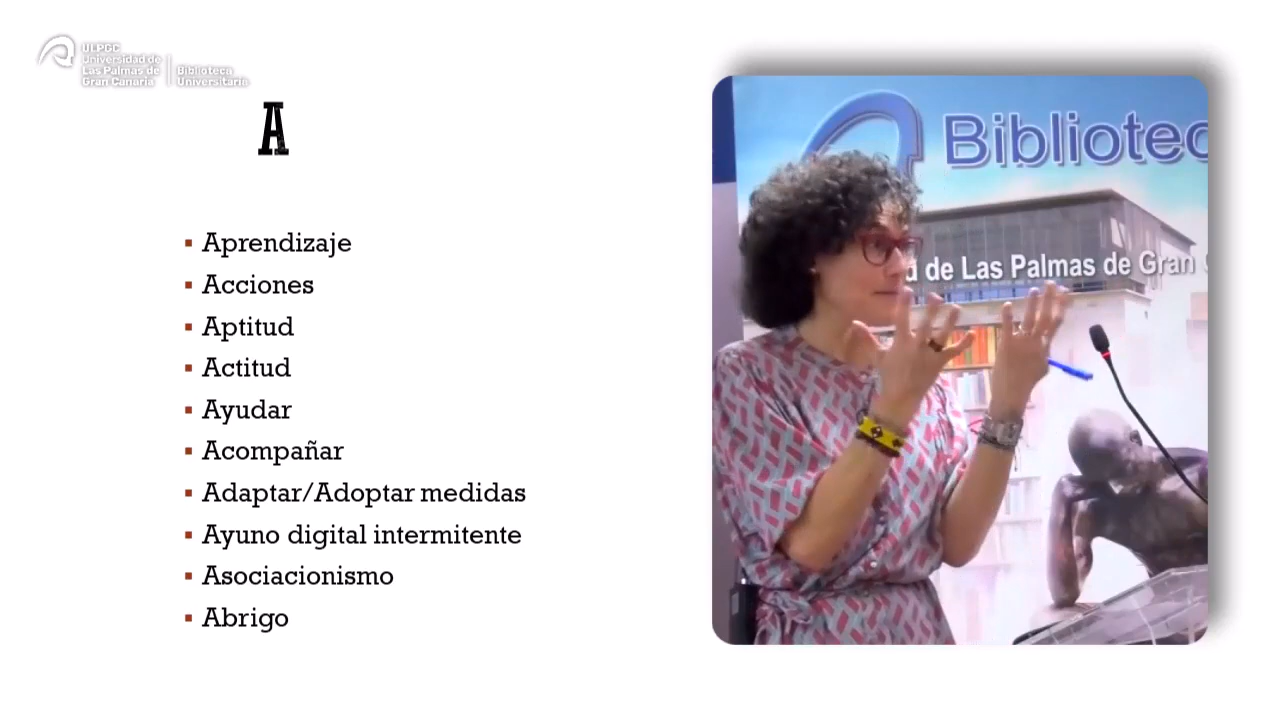 ULPGC
Universidad de
Las Palmas de
Gran Canaria
Biblioteca
Universitaria
A
Aprendizaje
Acciones
Aptitud
Actitud
Ayudar
Acompañar
Adaptar/Adoptar medidas
Ayuno digital intermitente
Asociacionismo
Abrigo
Bibliotec
d de Las Palmas de Gran